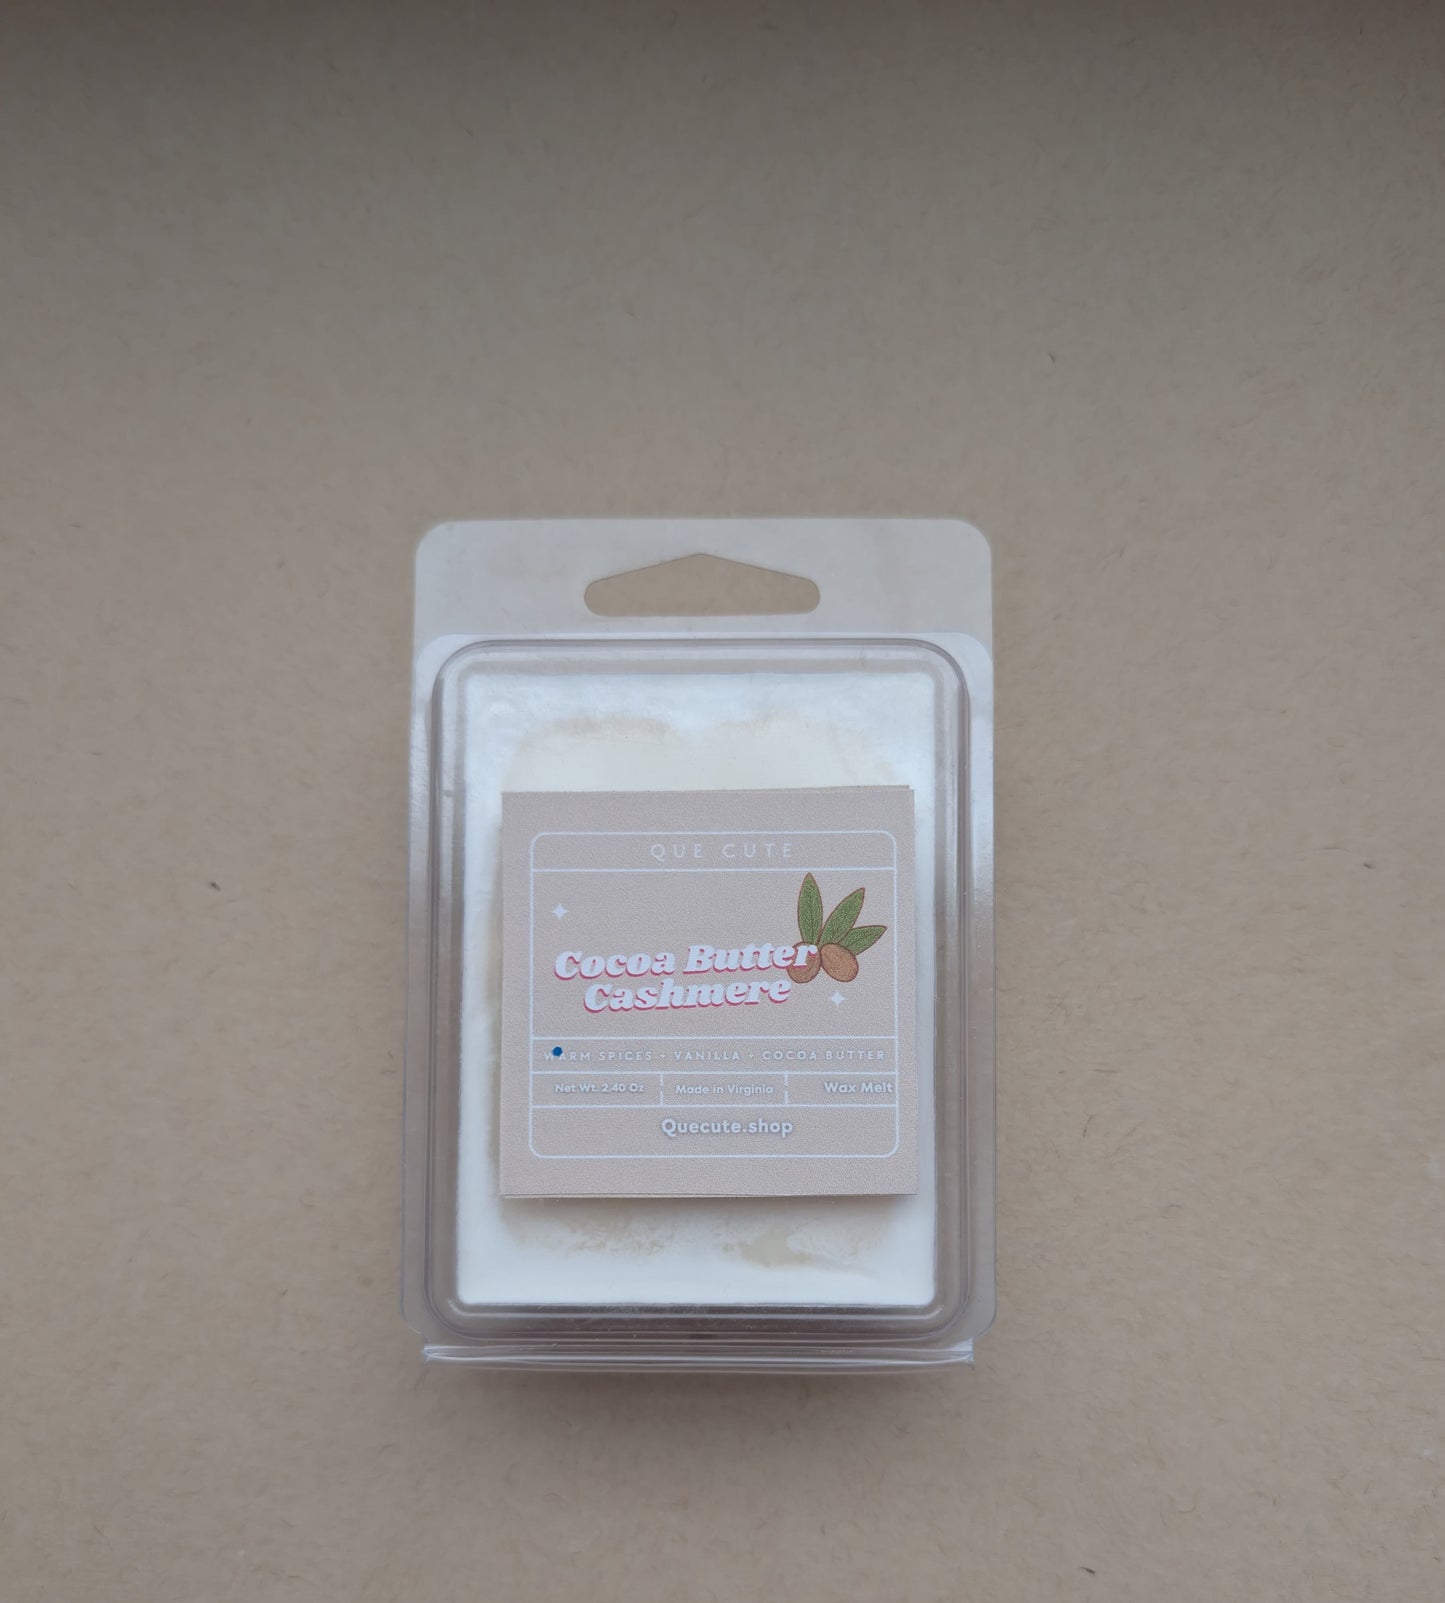 QUE CUTE
Cocoa Butter
Cashmere
WARM SPICES + VANILLA + COCOA BUTTER
Net Wt. 2.40 Oz
Made in Virginia
Wax Melt
Quecute.shop